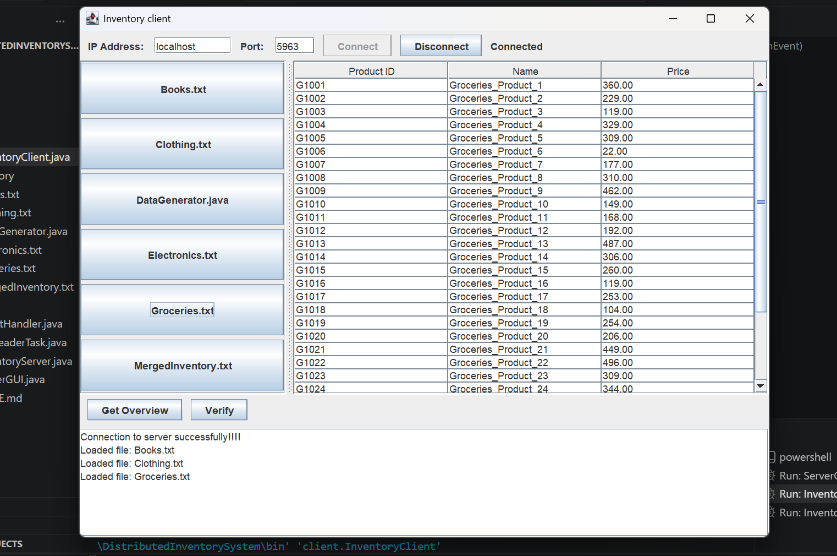 ...
Inventory client
TEDINVENTORYS...
IP Address: localhost Port: 5963 Connect Disconnect Connected
nEvent)
Books.txt
Clothing.txt
DataGenerator.java
Electronics.txt
Groceries.txt
MergedInventory.txt
Product ID Name Price
G1001 Groceries_Product_1 360.00
G1002 Groceries_Product_2 229.00
G1003 Groceries_Product_3 119.00
G1004 Groceries_Product_4 329.00
G1005 Groceries_Product_5 309.00
G1006 Groceries_Product_6 22.00
G1007 Groceries_Product_7 177.00
G1008 Groceries_Product_8 310.00
G1009 Groceries_Product_9 462.00
G1010 Groceries_Product_10 149.00
G1011 Groceries_Product_11 168.00
G1012 Groceries_Product_12 192.00
G1013 Groceries_Product_13 487.00
G1014 Groceries_Product_14 306.00
G1015 Groceries_Product_15 260.00
G1016 Groceries_Product_16 119.00
G1017 Groceries_Product_17 253.00
G1018 Groceries_Product_18 104.00
G1019 Groceries_Product_19 254.00
G1020 Groceries_Product_20 206.00
G1021 Groceries_Product_21 449.00
G1022 Groceries_Product_22 496.00
G1023 Groceries_Product_23 309.00
G1024 Groceries_Product_24 344.00
Get Overview Verify
Connection to server successfully!!!!
Loaded file: Books.txt
Loaded file: Clothing.txt
Loaded file: Groceries.txt
ntoryClient.java
ory
s.txt
hing.txt
Generator.java
ronics.txt
eries.txt
gedInventory.txt
tHandler.java
eaderTask.java
ntoryServer.java
erGUI.java
E.md
JECTS
powershell
Run: ServerG
Run: Invento
Run: Invento
\DistributedInventorySystem\bin' 'client.InventoryClient'